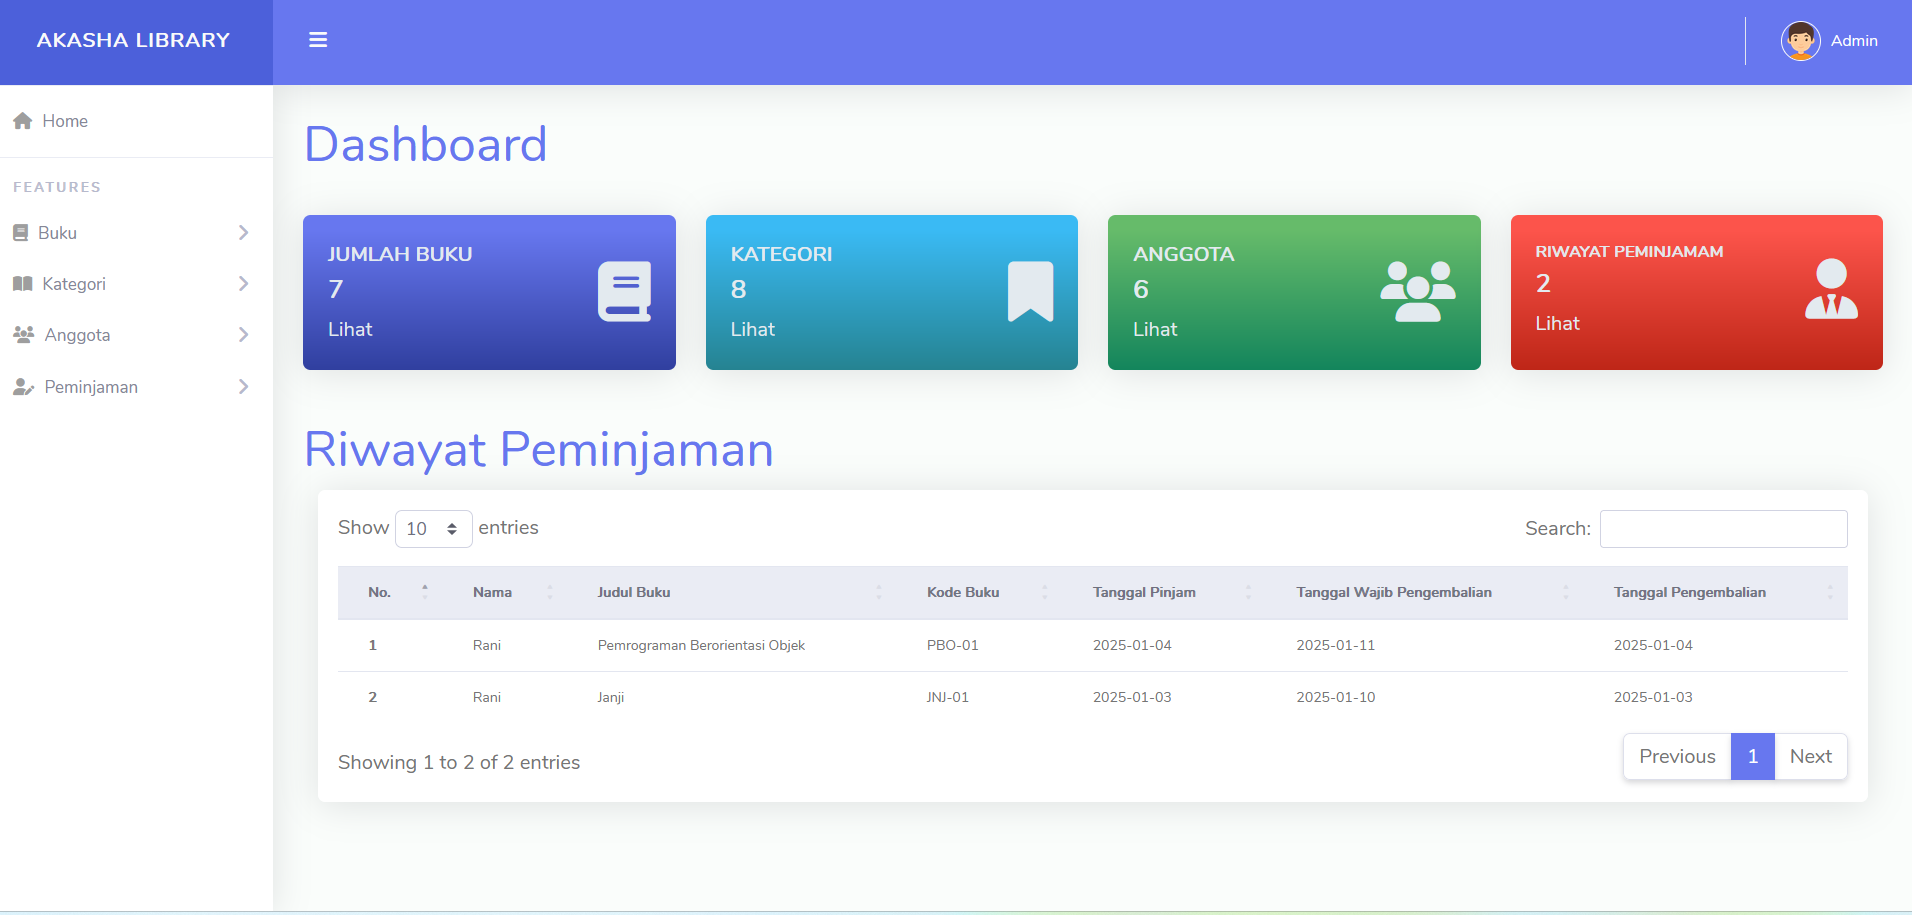 AKASHA LIBRARY
Admin
Home
FEATURES
Buku
Kategori
Anggota
Peminjaman
Dashboard
JUMLAH BUKU
7
Lihat
KATEGORI
8
Lihat
ANGGOTA
6
Lihat
RIWAYAT PEMINJAMAM
2
Lihat
Riwayat Peminjaman
Show 10 entries
Search:
No. Nama Judul Buku Kode Buku Tanggal Pinjam Tanggal Wajib Pengembalian Tanggal Pengembalian
1 Rani Pemrograman Berorientasi Objek PBO-01 2025-01-04 2025-01-11 2025-01-04
2 Rani Janji JNJ-01 2025-01-03 2025-01-10 2025-01-03
Showing 1 to 2 of 2 entries
Previous 1 Next